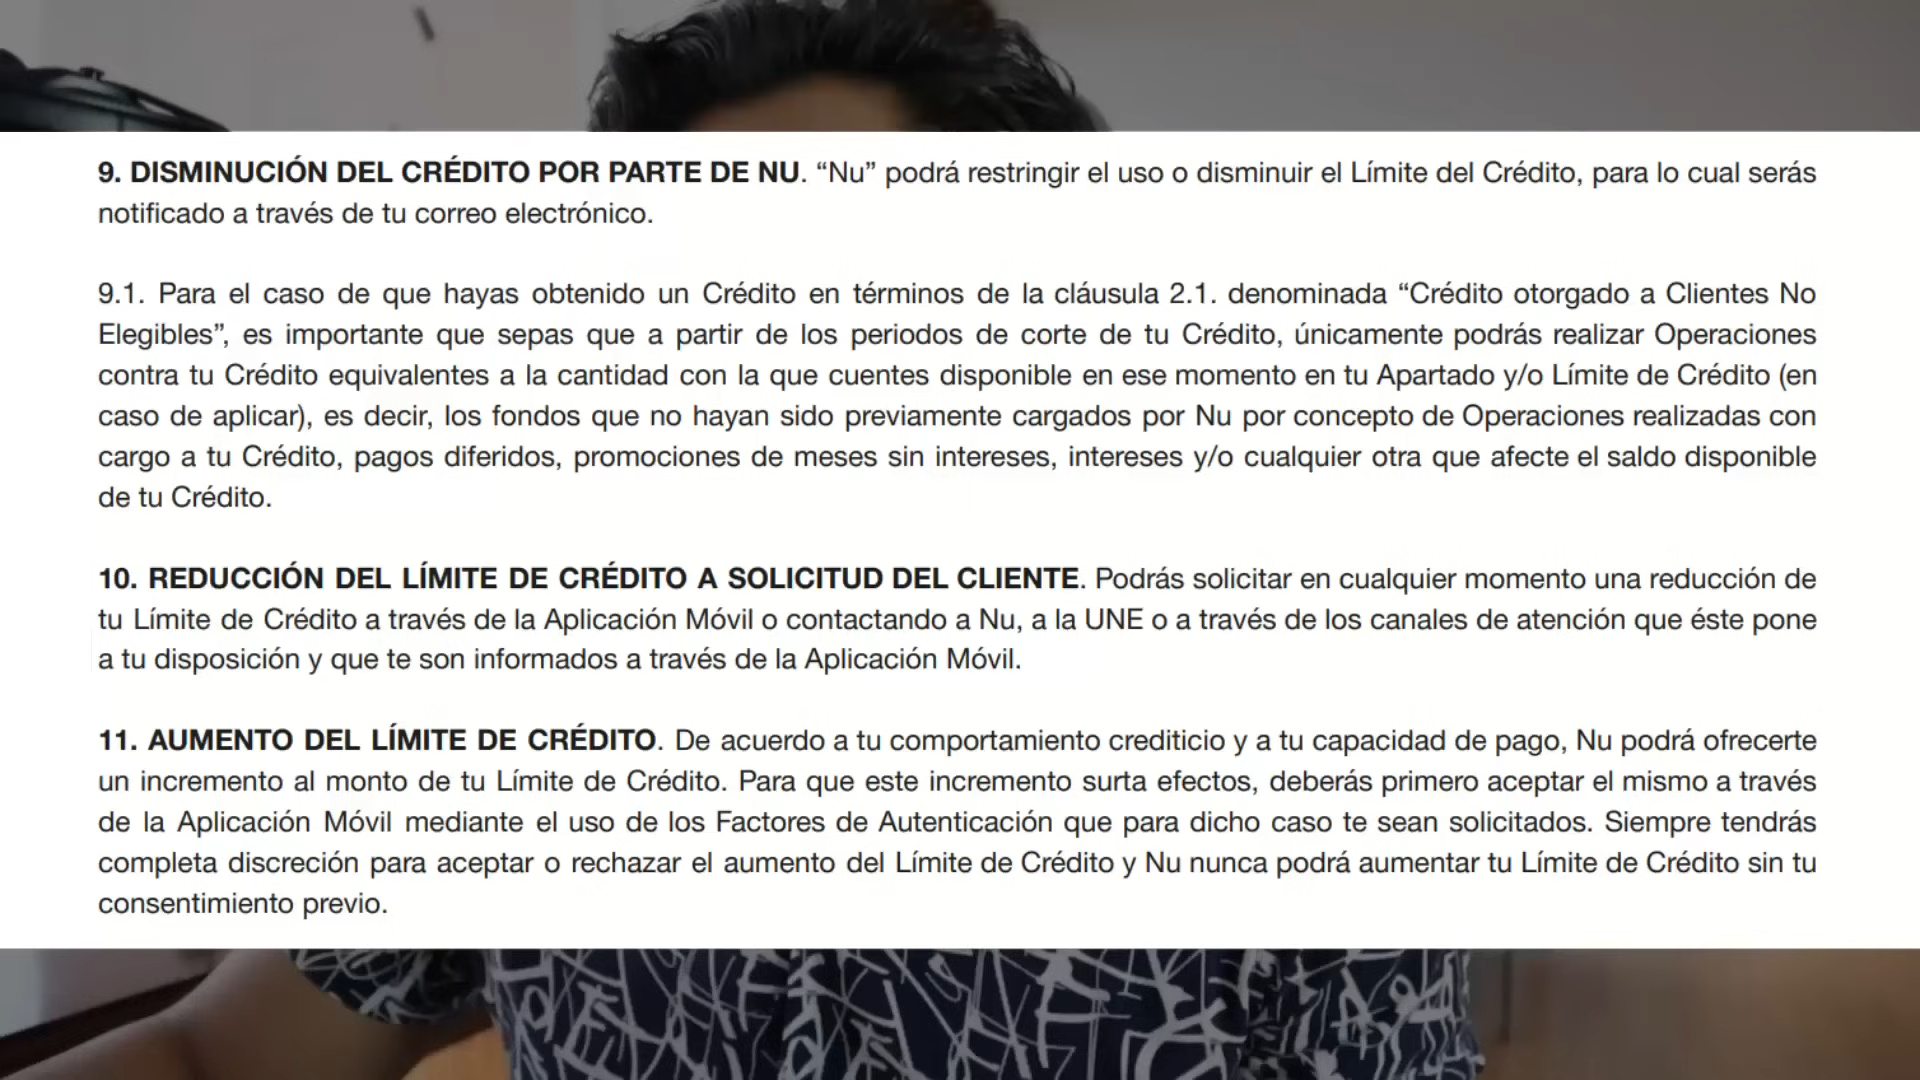 9. DISMINUCIÓN DEL CRÉDITO POR PARTE DE NU. “Nu” podrá restringir el uso o disminuir el Límite del Crédito, para lo cual serás
notificado a través de tu correo electrónico.
9.1. Para el caso de que hayas obtenido un Crédito en términos de la cláusula 2.1. denominada “Crédito otorgado a Clientes No
Elegibles”, es importante que sepas que a partir de los periodos de corte de tu Crédito, únicamente podrás realizar Operaciones
contra tu Crédito equivalentes a la cantidad con la que cuentes disponible en ese momento en tu Apartado y/o Límite de Crédito (en
caso de aplicar), es decir, los fondos que no hayan sido previamente cargados por Nu por concepto de Operaciones realizadas con
cargo a tu Crédito, pagos diferidos, promociones de meses sin intereses, intereses y/o cualquier otra que afecte el saldo disponible
de tu Crédito.
10. REDUCCIÓN DEL LÍMITE DE CRÉDITO A SOLICITUD DEL CLIENTE. Podrás solicitar en cualquier momento una reducción de
tu Límite de Crédito a través de la Aplicación Móvil o contactando a Nu, a la UNE o a través de los canales de atención que éste pone
a tu disposición y que te son informados a través de la Aplicación Móvil.
11. AUMENTO DEL LÍMITE DE CRÉDITO. De acuerdo a tu comportamiento crediticio y a tu capacidad de pago, Nu podrá ofrecerte
un incremento al monto de tu Límite de Crédito. Para que este incremento surta efectos, deberás primero aceptar el mismo a través
de la Aplicación Móvil mediante el uso de los Factores de Autenticación que para dicho caso te sean solicitados. Siempre tendrás
completa discreción para aceptar o rechazar el aumento del Límite de Crédito y Nu nunca podrá aumentar tu Límite de Crédito sin tu
consentimiento previo.